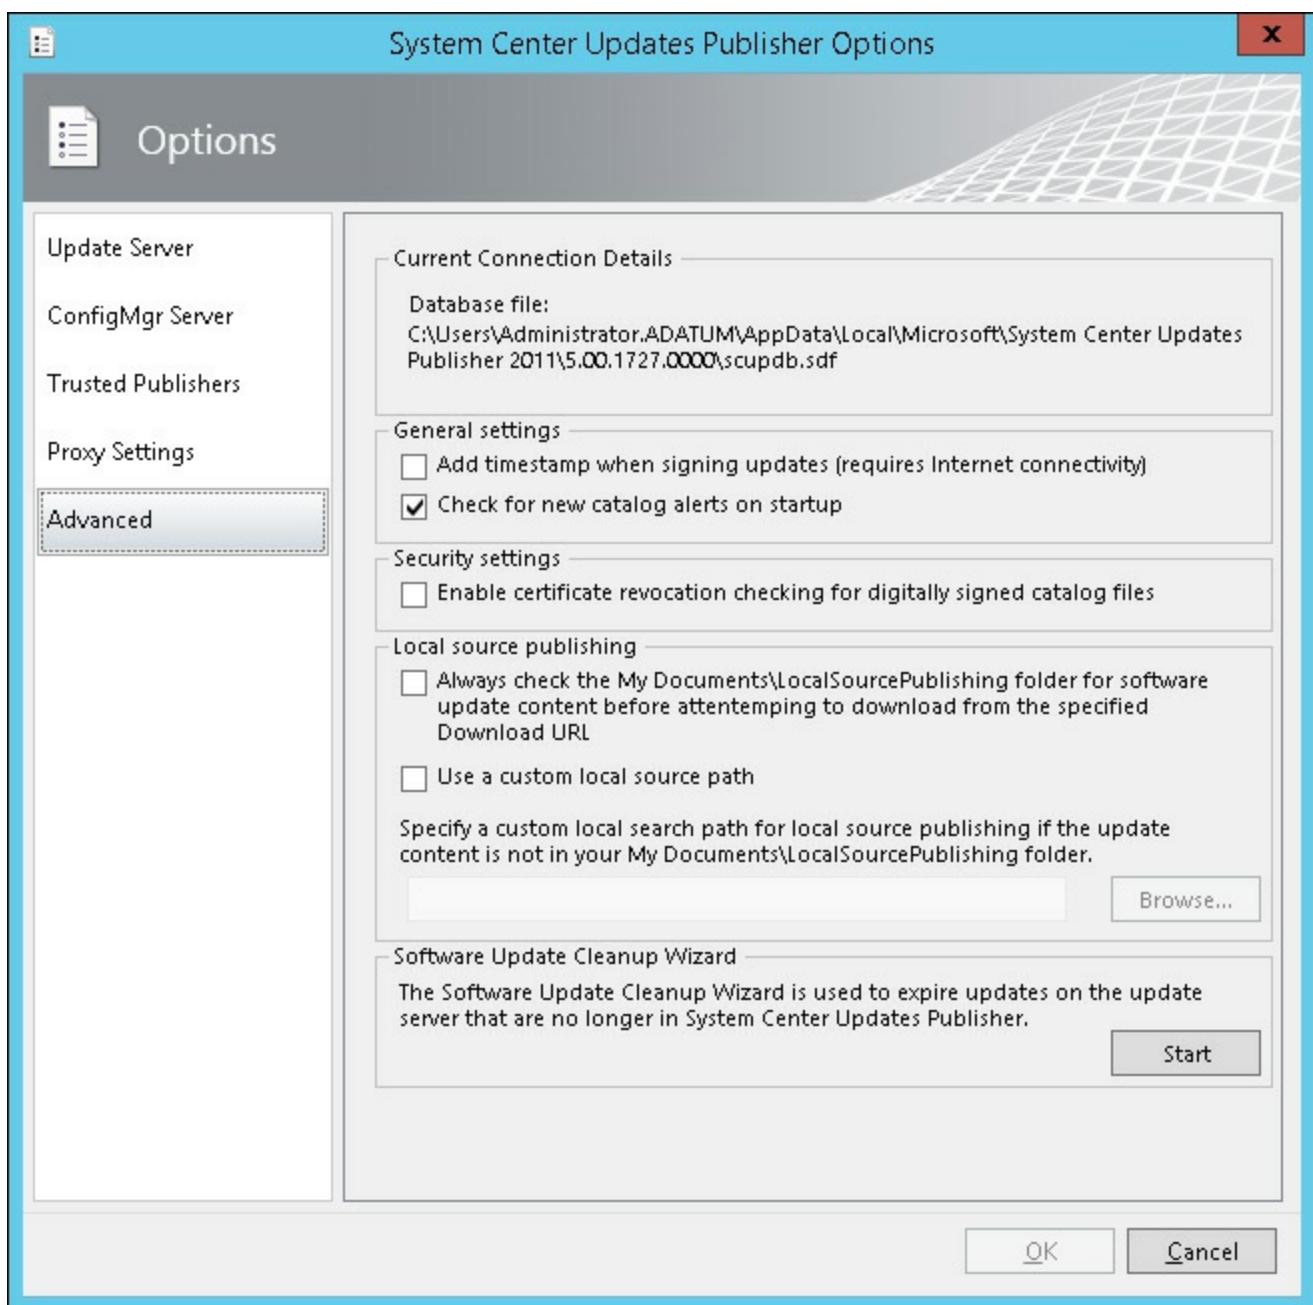 System Center Updates Publisher Options
x
Options
Update Server
ConfigMgr Server
Trusted Publishers
Proxy Settings
Advanced
Current Connection Details
Database file:
C:\Users\Administrator.ADATUM\AppData\Local\Microsoft\System Center Updates
Publisher 2011\5.00.1727.0000\scupdb.sdf
General settings
Add timestamp when signing updates (requires Internet connectivity)
Check for new catalog alerts on startup
Security settings
Enable certificate revocation checking for digitally signed catalog files
Local source publishing
Always check the My Documents\LocalSourcePublishing folder for software
update content before attentemping to download from the specified
Download URL
Use a custom local source path
Specify a custom local search path for local source publishing if the update
content is not in your My Documents\LocalSourcePublishing folder.
Browse...
Software Update Cleanup Wizard
The Software Update Cleanup Wizard is used to expire updates on the update
server that are no longer in System Center Updates Publisher.
Start
OK
Cancel